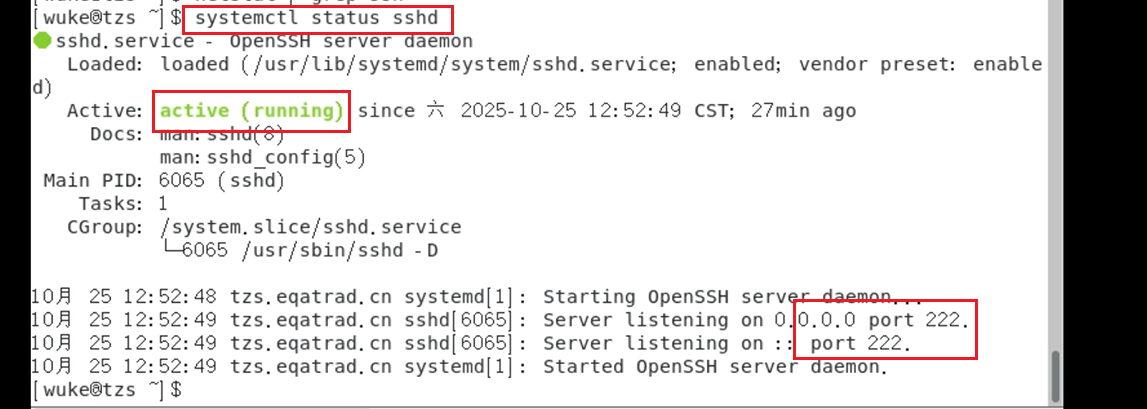 [wuke@tzs ~]$ systemctl status sshd
sshd.service - OpenSSH server daemon
Loaded: loaded (/usr/lib/systemd/system/sshd.service; enabled; vendor preset: enable
d)
Active: active (running) since 六 2025-10-25 12:52:49 CST; 27min ago
Docs: man:sshd(8)
man:sshd_config(5)
Main PID: 6065 (sshd)
Tasks: 1
CGroup: /system.slice/sshd.service
└─6065 /usr/sbin/sshd -D
10月 25 12:52:48 tzs.eqatrad.cn systemd[1]: Starting OpenSSH server daemon...
10月 25 12:52:49 tzs.eqatrad.cn sshd[6065]: Server listening on 0.0.0.0 port 222.
10月 25 12:52:49 tzs.eqatrad.cn sshd[6065]: Server listening on :: port 222.
10月 25 12:52:49 tzs.eqatrad.cn systemd[1]: Started OpenSSH server daemon.
[wuke@tzs ~]$